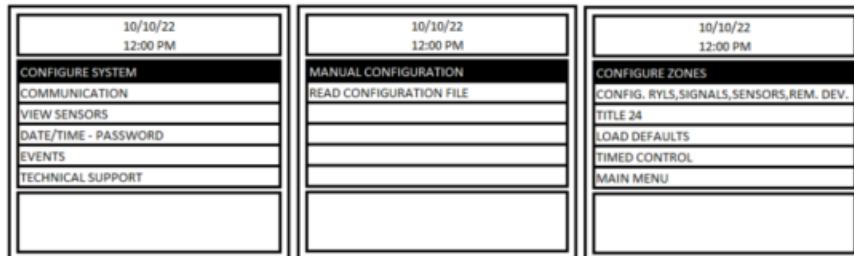 10/10/22
12:00 PM
CONFIGURE SYSTEM
COMMUNICATION
VIEW SENSORS
DATE/TIME - PASSWORD
EVENTS
TECHNICAL SUPPORT
10/10/22
12:00 PM
MANUAL CONFIGURATION
READ CONFIGURATION FILE
10/10/22
12:00 PM
CONFIGURE ZONES
CONFIG. RYLS,SIGNALS,SENSORS,REM. DEV.
TITLE 24
LOAD DEFAULTS
TIMED CONTROL
MAIN MENU